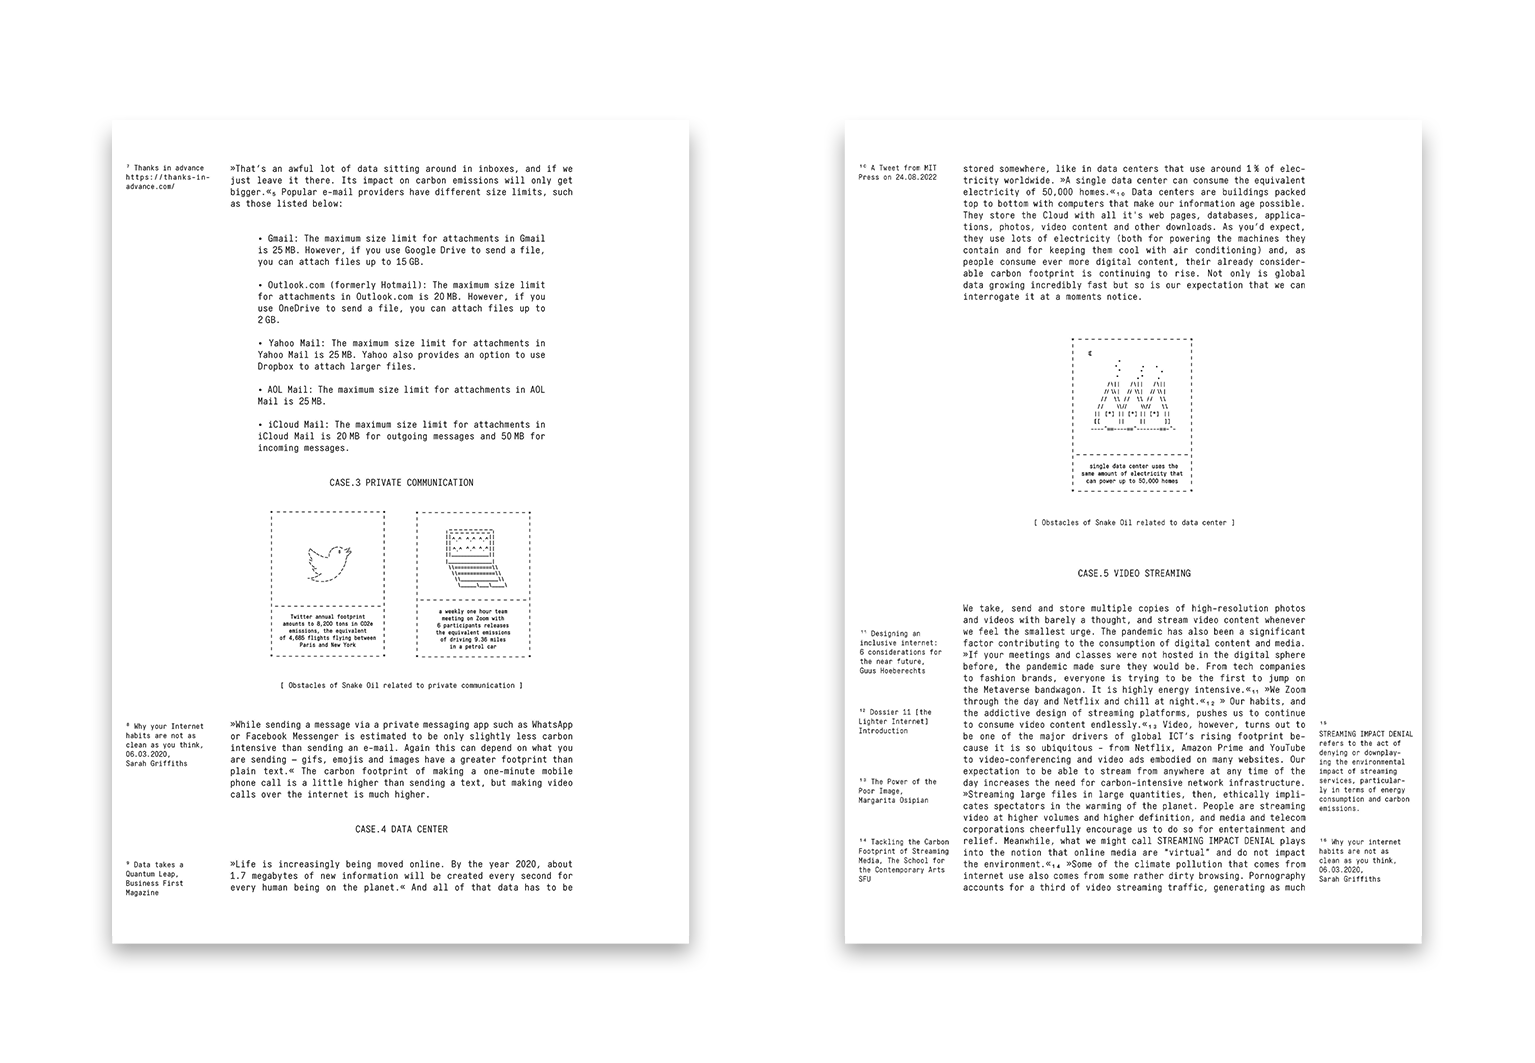 ⁷ Thanks in advance
https://thanks-in-
advance.com/
»That's an awful lot of data sitting around in inboxes, and if we
just leave it there. Its impact on carbon emissions will only get
bigger.«₅ Popular e-mail providers have different size limits, such
as those listed below:
• Gmail: The maximum size limit for attachments in Gmail
is 25 MB. However, if you use Google Drive to send a file,
you can attach files up to 15 GB.
• Outlook.com (formerly Hotmail): The maximum size limit
for attachments in Outlook.com is 20 MB. However, if you
use OneDrive to send a file, you can attach files up to
2 GB.
• Yahoo Mail: The maximum size limit for attachments in
Yahoo Mail is 25 MB. Yahoo also provides an option to use
Dropbox to attach larger files.
• AOL Mail: The maximum size limit for attachments in AOL
Mail is 25 MB.
• iCloud Mail: The maximum size limit for attachments in
iCloud Mail is 20 MB for outgoing messages and 50 MB for
incoming messages.
CASE.3 PRIVATE COMMUNICATION
Twitter annual footprint
amounts to 8,200 tons in CO2e
emissions, the equivalent
of 4,685 flights flying between
Paris and New York
a weekly one hour team
meeting on Zoom with
6 participants releases
the equivalent emissions
of driving 9.36 miles
in a petrol car
[ Obstacles of Snake Oil related to private communication ]
⁸ Why your Internet
habits are not as
clean as you think,
06.03.2020,
Sarah Griffiths
»While sending a message via a private messaging app such as WhatsApp
or Facebook Messenger is estimated to be only slightly less carbon
intensive than sending an e-mail. Again this can depend on what you
are sending – gifs, emojis and images have a greater footprint than
plain text.« The carbon footprint of making a one-minute mobile
phone call is a little higher than sending a text, but making video
calls over the internet is much higher.
CASE.4 DATA CENTER
⁹ Data takes a
Quantum Leap,
Business First
Magazine
»Life is increasingly being moved online. By the year 2020, about
1.7 megabytes of new information will be created every second for
every human being on the planet.« And all of that data has to be
¹⁰ A Tweet from MIT
Press on 24.08.2022
stored somewhere, like in data centers that use around 1 % of elec-
tricity worldwide. »A single data center can consume the equivalent
electricity of 50,000 homes.«₁₀ Data centers are buildings packed
top to bottom with computers that make our information age possible.
They store the Cloud with all it's web pages, databases, applica-
tions, photos, video content and other downloads. As you'd expect,
they use lots of electricity (both for powering the machines they
contain and for keeping them cool with air conditioning) and, as
people consume ever more digital content, their already consider-
able carbon footprint is continuing to rise. Not only is global
data growing incredibly fast but so is our expectation that we can
interrogate it at a moments notice.
single data center uses the
same amount of electricity that
can power up to 50,000 homes
[ Obstacles of Snake Oil related to data center ]
CASE.5 VIDEO STREAMING
We take, send and store multiple copies of high-resolution photos
and videos with barely a thought, and stream video content whenever
we feel the smallest urge. The pandemic has also been a significant
factor contributing to the consumption of digital content and media.
»If your meetings and classes were not hosted in the digital sphere
before, the pandemic made sure they would be. From tech companies
to fashion brands, everyone is trying to be the first to jump on
the Metaverse bandwagon. It is highly energy intensive.«₁₁ »We Zoom
through the day and Netflix and chill at night.«₁₂ » Our habits, and
the addictive design of streaming platforms, pushes us to continue
to consume video content endlessly.«₁₃ Video, however, turns out to
be one of the major drivers of global ICT's rising footprint be-
cause it is so ubiquitous – from Netflix, Amazon Prime and YouTube
to video-conferencing and video ads embodied on many websites. Our
expectation to be able to stream from anywhere at any time of the
day increases the need for carbon-intensive network infrastructure.
»Streaming large files in large quantities, then, ethically impli-
cates spectators in the warming of the planet. People are streaming
video at higher volumes and higher definition, and media and telecom
corporations cheerfully encourage us to do so for entertainment and
relief. Meanwhile, what we might call STREAMING IMPACT DENIAL plays
into the notion that online media are "virtual" and do not impact
the environment.«₁₄ »Some of the climate pollution that comes from
internet use also comes from some rather dirty browsing. Pornography
accounts for a third of video streaming traffic, generating as much
¹¹ Designing an
inclusive internet:
6 considerations for
the near future,
Guus Hoeberechts
¹² Dossier 11 [the
Lighter Internet]
Introduction
¹³ The Power of the
Poor Image,
Margarita Osipian
¹⁴ Tackling the Carbon
Footprint of Streaming
Media, The School for
the Contemporary Arts
SFU
¹⁵
STREAMING IMPACT DENIAL
refers to the act of
denying or downplay-
ing the environmental
impact of streaming
services, particular-
ly in terms of energy
consumption and carbon
emissions.
¹⁶ Why your internet
habits are not as
clean as you think,
06.03.2020,
Sarah Griffiths